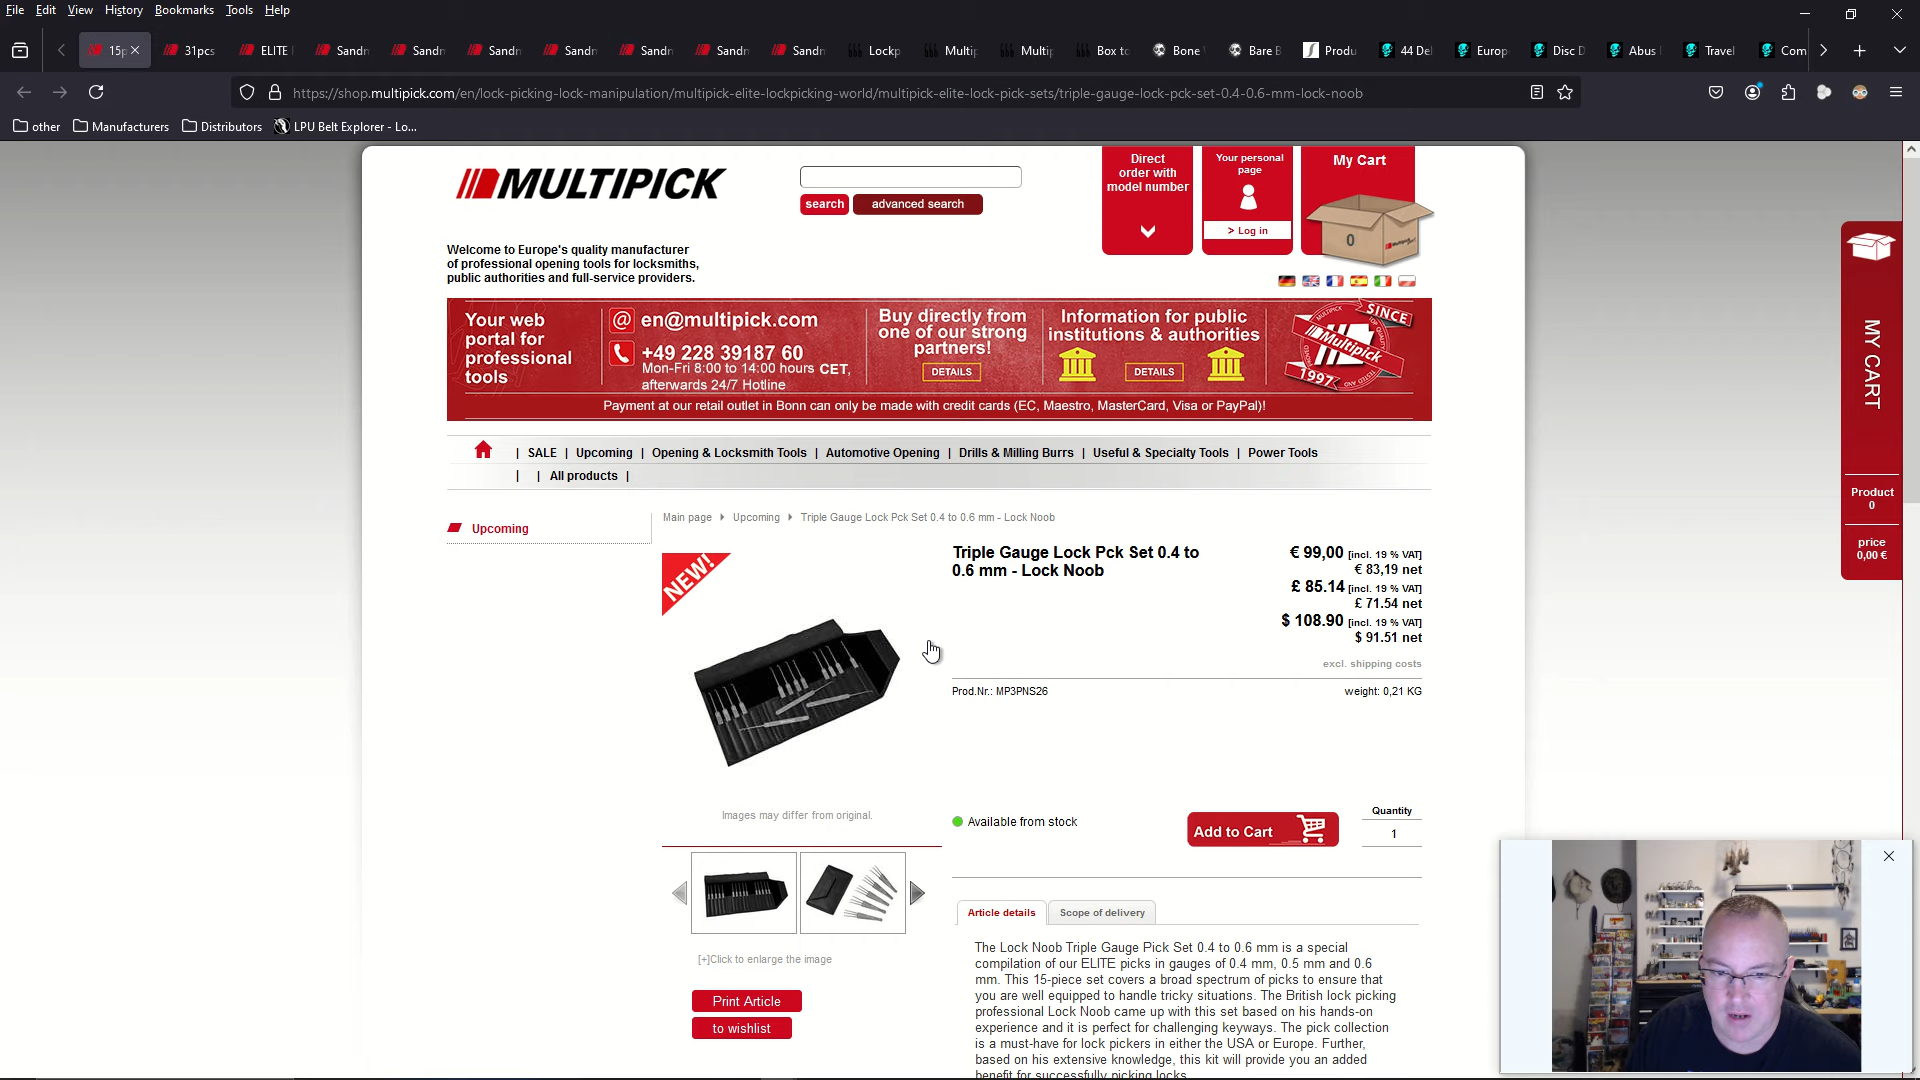 File Edit View History Bookmarks Tools Help
15p 31pcs ELITE Sandn Sandn Sandn Sandn Sandn Sandn Sandn Lockp Multip Multip Box to Bone Bare B Produ 44 De Europ Disc D Abus Travel Com
https://shop.multipick.com/en/lock-picking-lock-manipulation/multipick-elite-lockpicking-world/multipick-elite-lock-pick-sets/triple-gauge-lock-pck-set-0.4-0.6-mm-lock-noob
other Manufacturers Distributors LPU Belt Explorer - Lo...
MULTIPICK
search advanced search
Direct
order with
model number
Your personal
page
> Log in
My Cart
0
Welcome to Europe's quality manufacturer
of professional opening tools for locksmiths,
public authorities and full-service providers.
Your web
portal for
professional
tools
@ en@multipick.com
+49 228 39187 60
Mon-Fri 8:00 to 14:00 hours CET,
afterwards 24/7 Hotline
Buy directly from
one of our strong
partners!
DETAILS
Information for public
institutions & authorities
DETAILS
MULTIPICK
SINCE
Multipick
1997
Payment at our retail outlet in Bonn can only be made with credit cards (EC, Maestro, MasterCard, Visa or PayPal)!
| SALE | Upcoming | Opening & Locksmith Tools | Automotive Opening | Drills & Milling Burrs | Useful & Specialty Tools | Power Tools
| | All products |
Upcoming
Main page Upcoming Triple Gauge Lock Pck Set 0.4 to 0.6 mm - Lock Noob
NEW!
Triple Gauge Lock Pck Set 0.4 to
0.6 mm - Lock Noob
€ 99,00 [incl. 19 % VAT]
€ 83,19 net
£ 85.14 [incl. 19 % VAT]
£ 71.54 net
$ 108.90 [incl. 19 % VAT]
$ 91.51 net
excl. shipping costs
Prod.Nr.: MP3PNS26 weight: 0,21 KG
Images may differ from original.
Available from stock
Add to Cart
Quantity
1
[+]Click to enlarge the image
Print Article
to wishlist
Article details Scope of delivery
The Lock Noob Triple Gauge Pick Set 0.4 to 0.6 mm is a special
compilation of our ELITE picks in gauges of 0.4 mm, 0.5 mm and 0.6
mm. This 15-piece set covers a broad spectrum of picks to ensure that
you are well equipped to handle tricky situations. The British lock picking
professional Lock Noob came up with this set based on his hands-on
experience and it is perfect for challenging keyways. The pick collection
is a must-have for lock pickers in either the USA or Europe. Further,
based on his extensive knowledge, this kit will provide you an added
benefit for successfully picking locks.
MY CART
Product
0
price
0,00 €